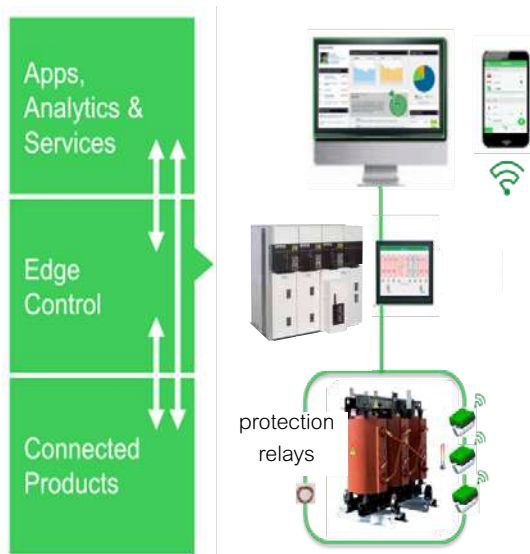 Apps,
Analytics &
Services
Edge
Control
Connected
Products
protection
relays